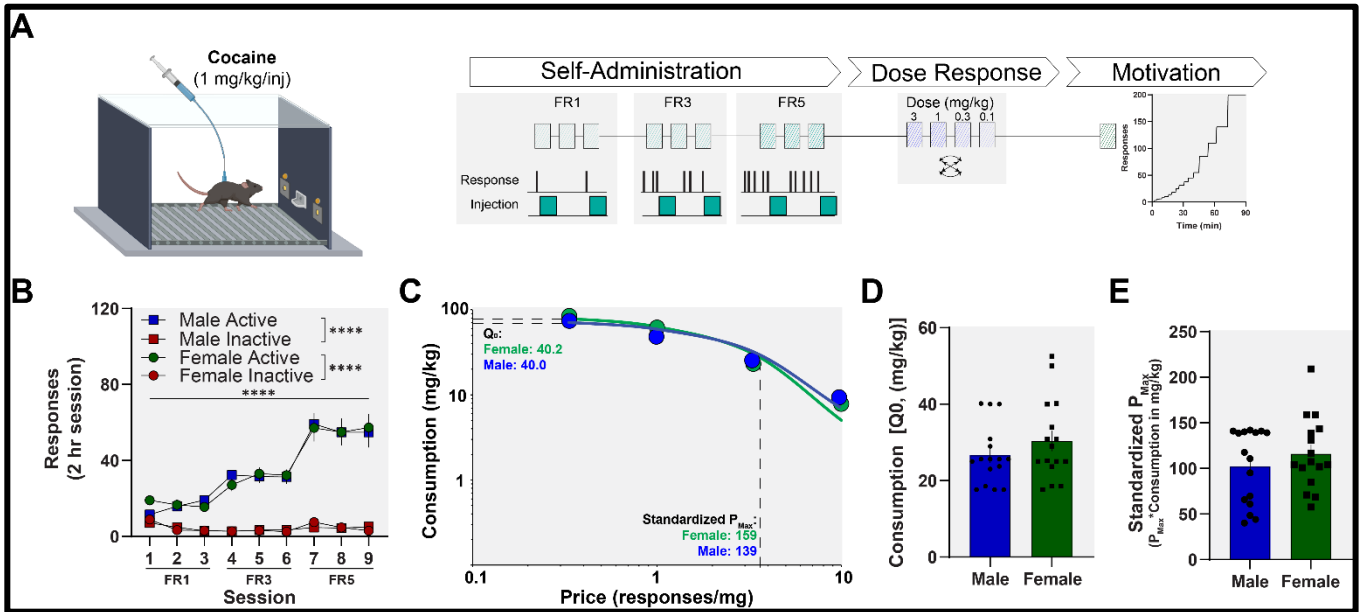 A
Cocaine
(1 mg/kg/inj)
Self-Administration
Dose Response
Motivation
FR1
FR3
FR5
Dose (mg/kg)
3 1 0.3 0.1
Response
Injection
Responses
200
150
100
50
0
0 30 60 90
Time (min)
B
Responses
(2 hr session)
120
80
40
0
Male Active
Male Inactive
Female Active
Female Inactive
****
****
****
1 2 3 4 5 6 7 8 9
FR1 FR3 FR5
Session
C
Consumption (mg/kg)
100
100
10
1
Q₀:
Female: 40.2
Male: 40.0
Standardized PMax:
Female: 159
Male: 139
0.1 1 10
Price (responses/mg)
D
Consumption [Q0, (mg/kg)]
60
40
20
0
Male Female
E
Standardized PMax
(PMax*Consumption in mg/kg)
250
200
150
100
50
0
Male Female